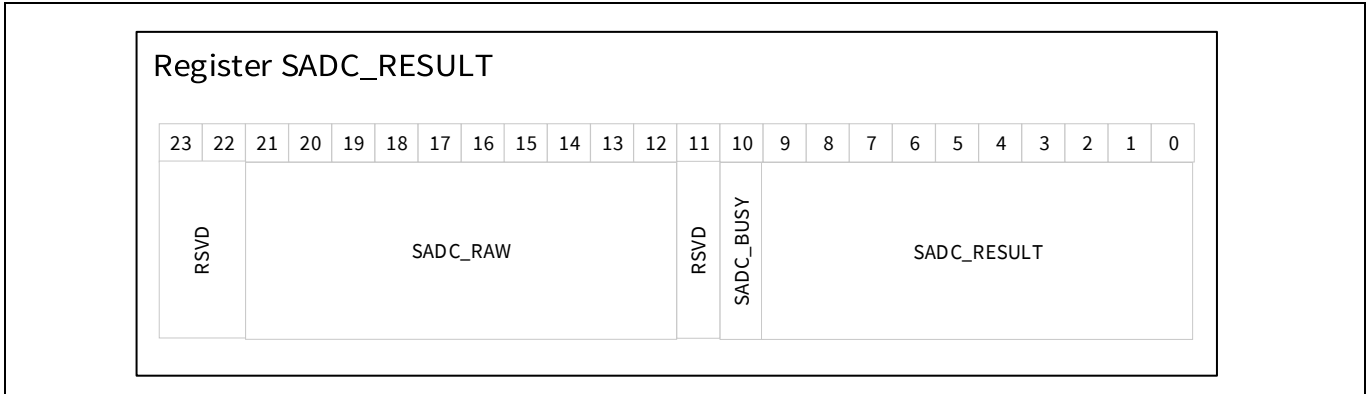 Register SADC_RESULT
23 22 21 20 19 18 17 16 15 14 13 12 11 10 9 8 7 6 5 4 3 2 1 0
RSVD SADC_RAW RSVD SADC_BUSY SADC_RESULT